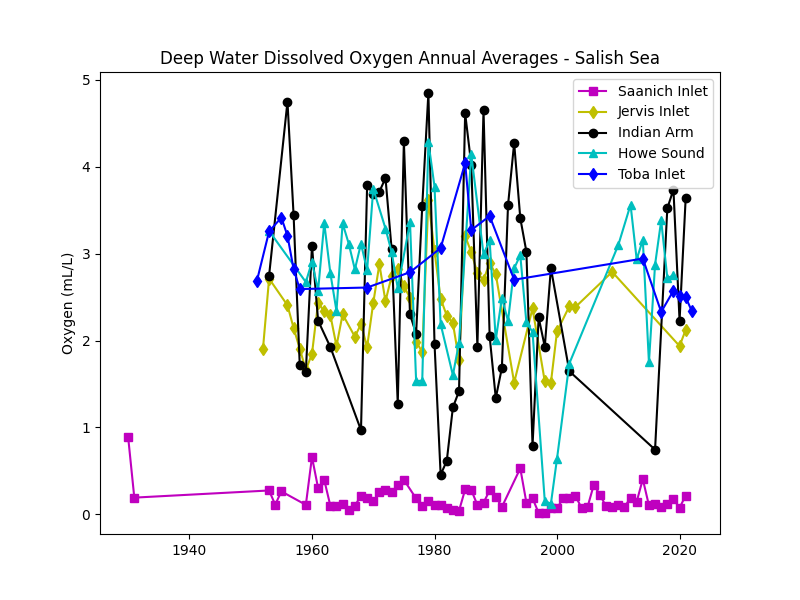 Deep Water Dissolved Oxygen Annual Averages - Salish Sea
Saanich Inlet
Jervis Inlet
Indian Arm
Howe Sound
Toba Inlet
Oxygen (mL/L)
5
4
3
2
1
0
1940 1960 1980 2000 2020